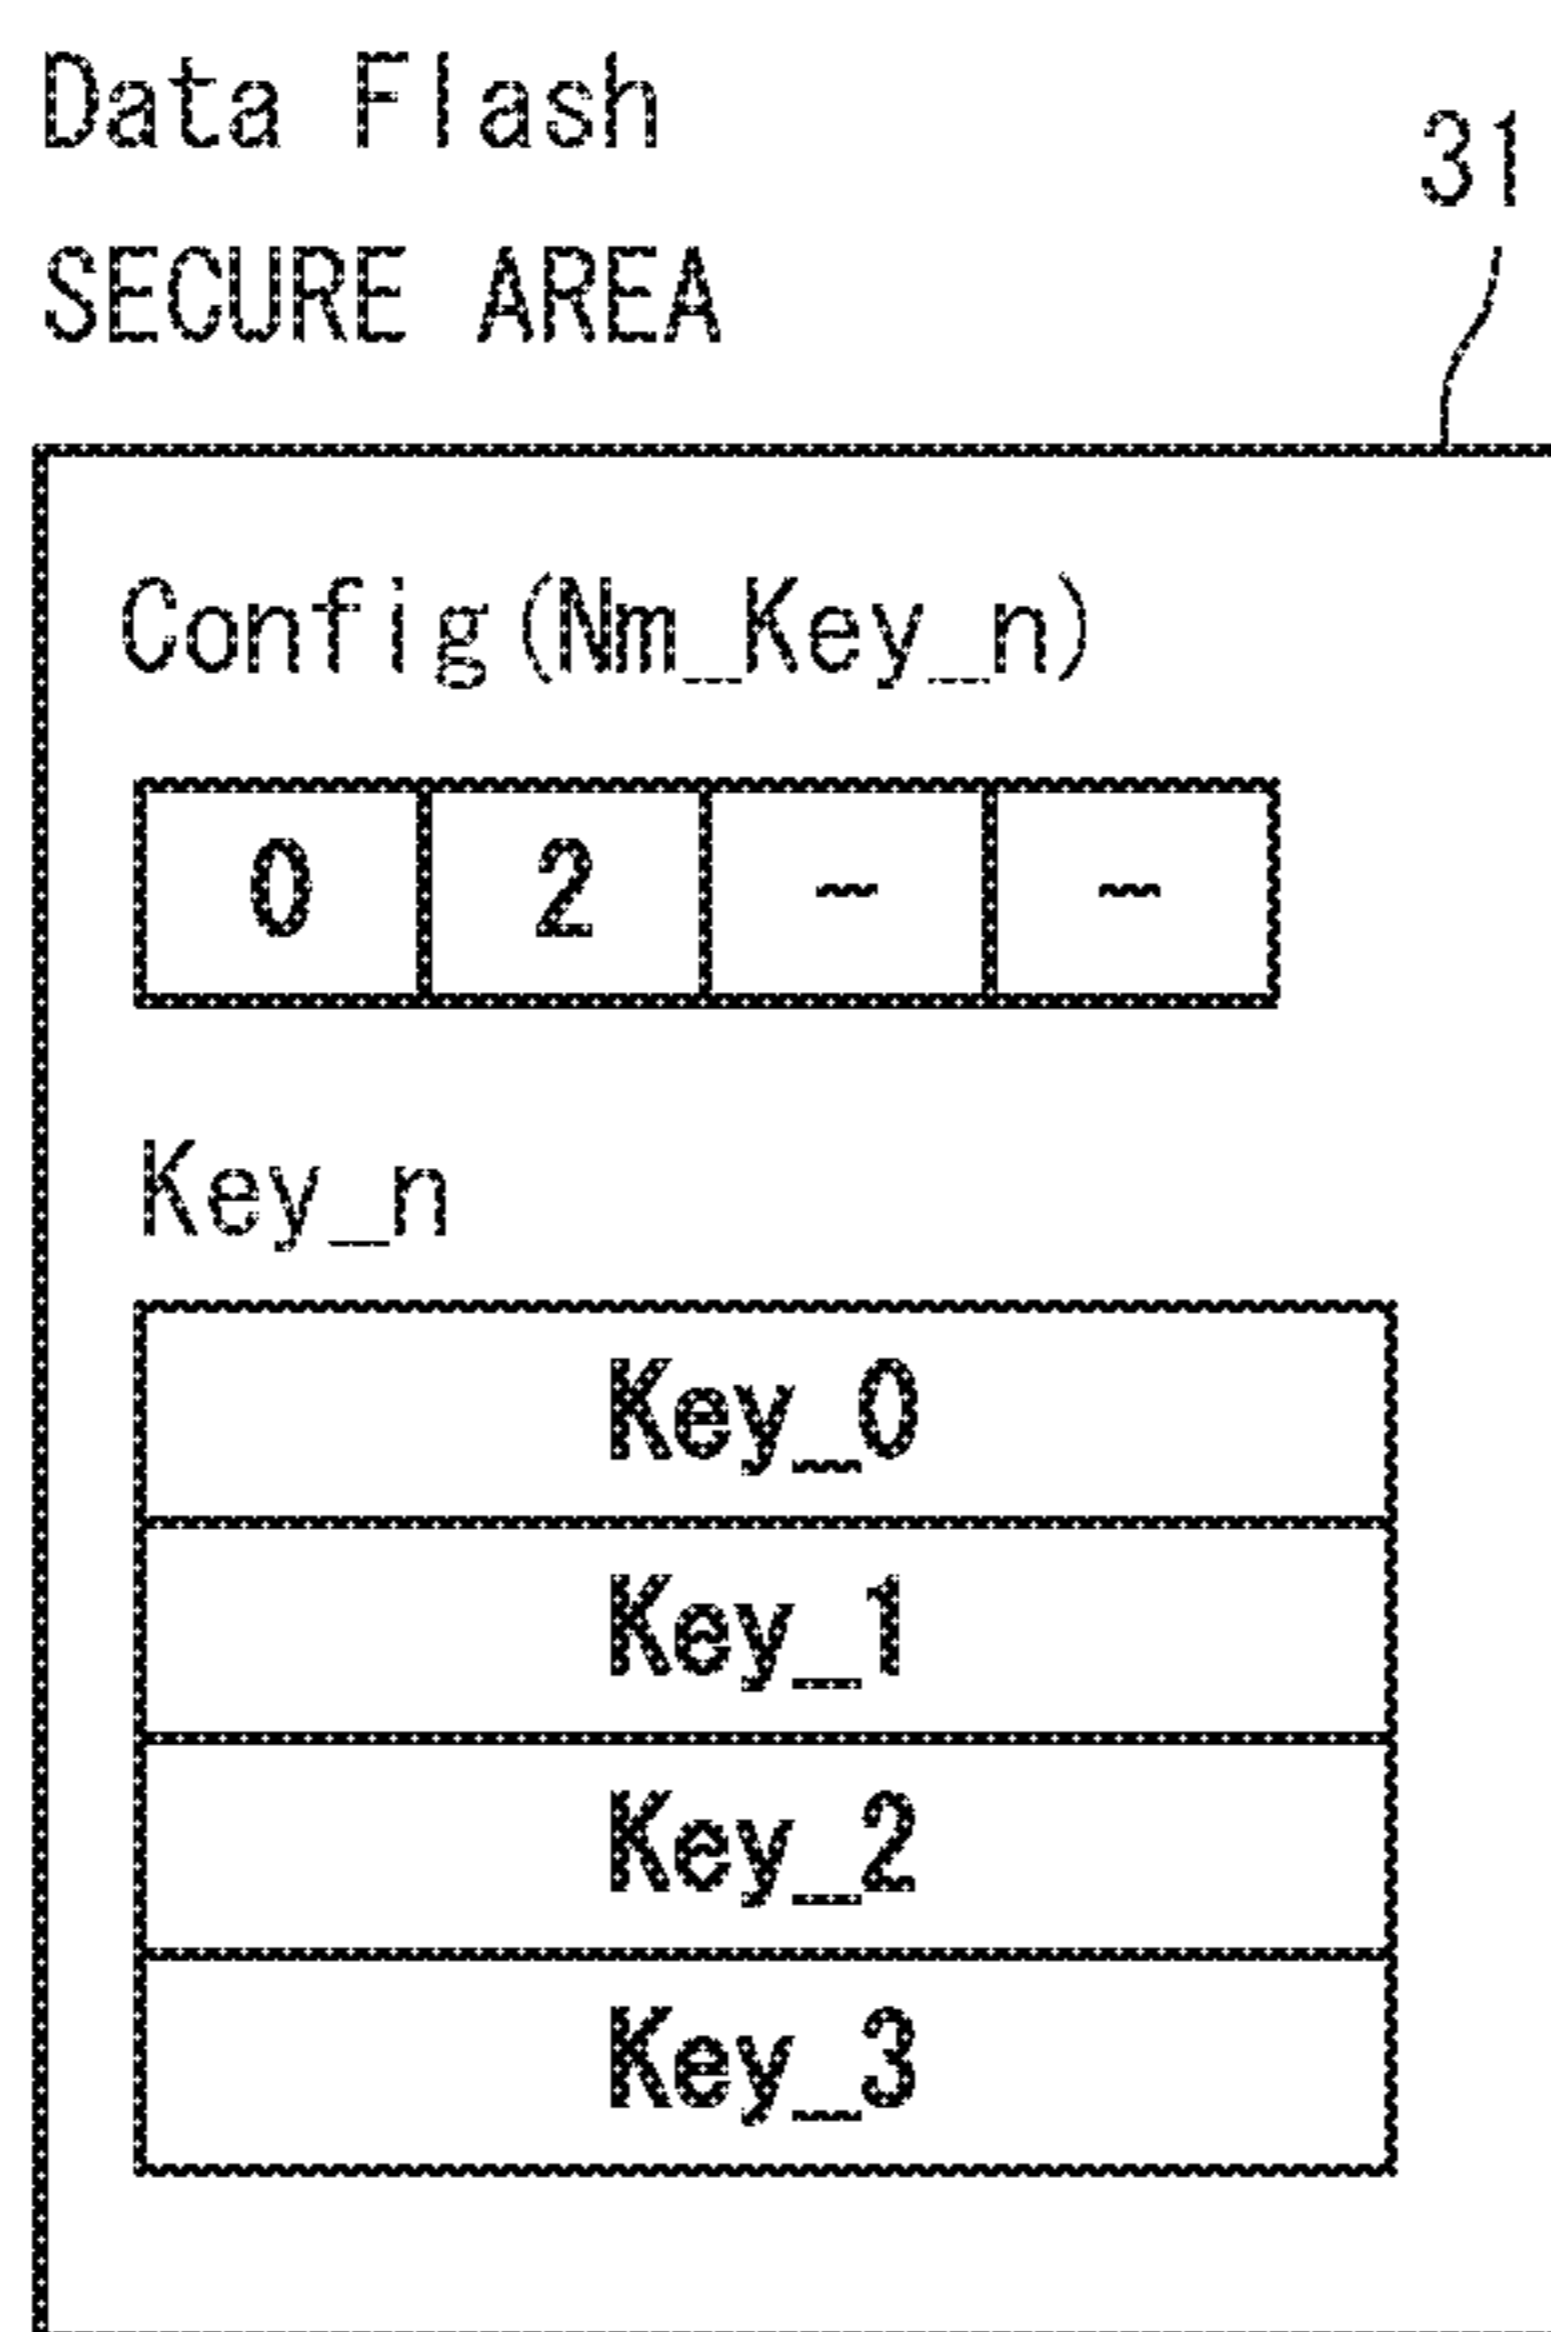 Data Flash
31
SECURE AREA
Config(Nm_Key_n)
0 2 - -
Key_n
Key_0
Key_1
Key_2
Key_3